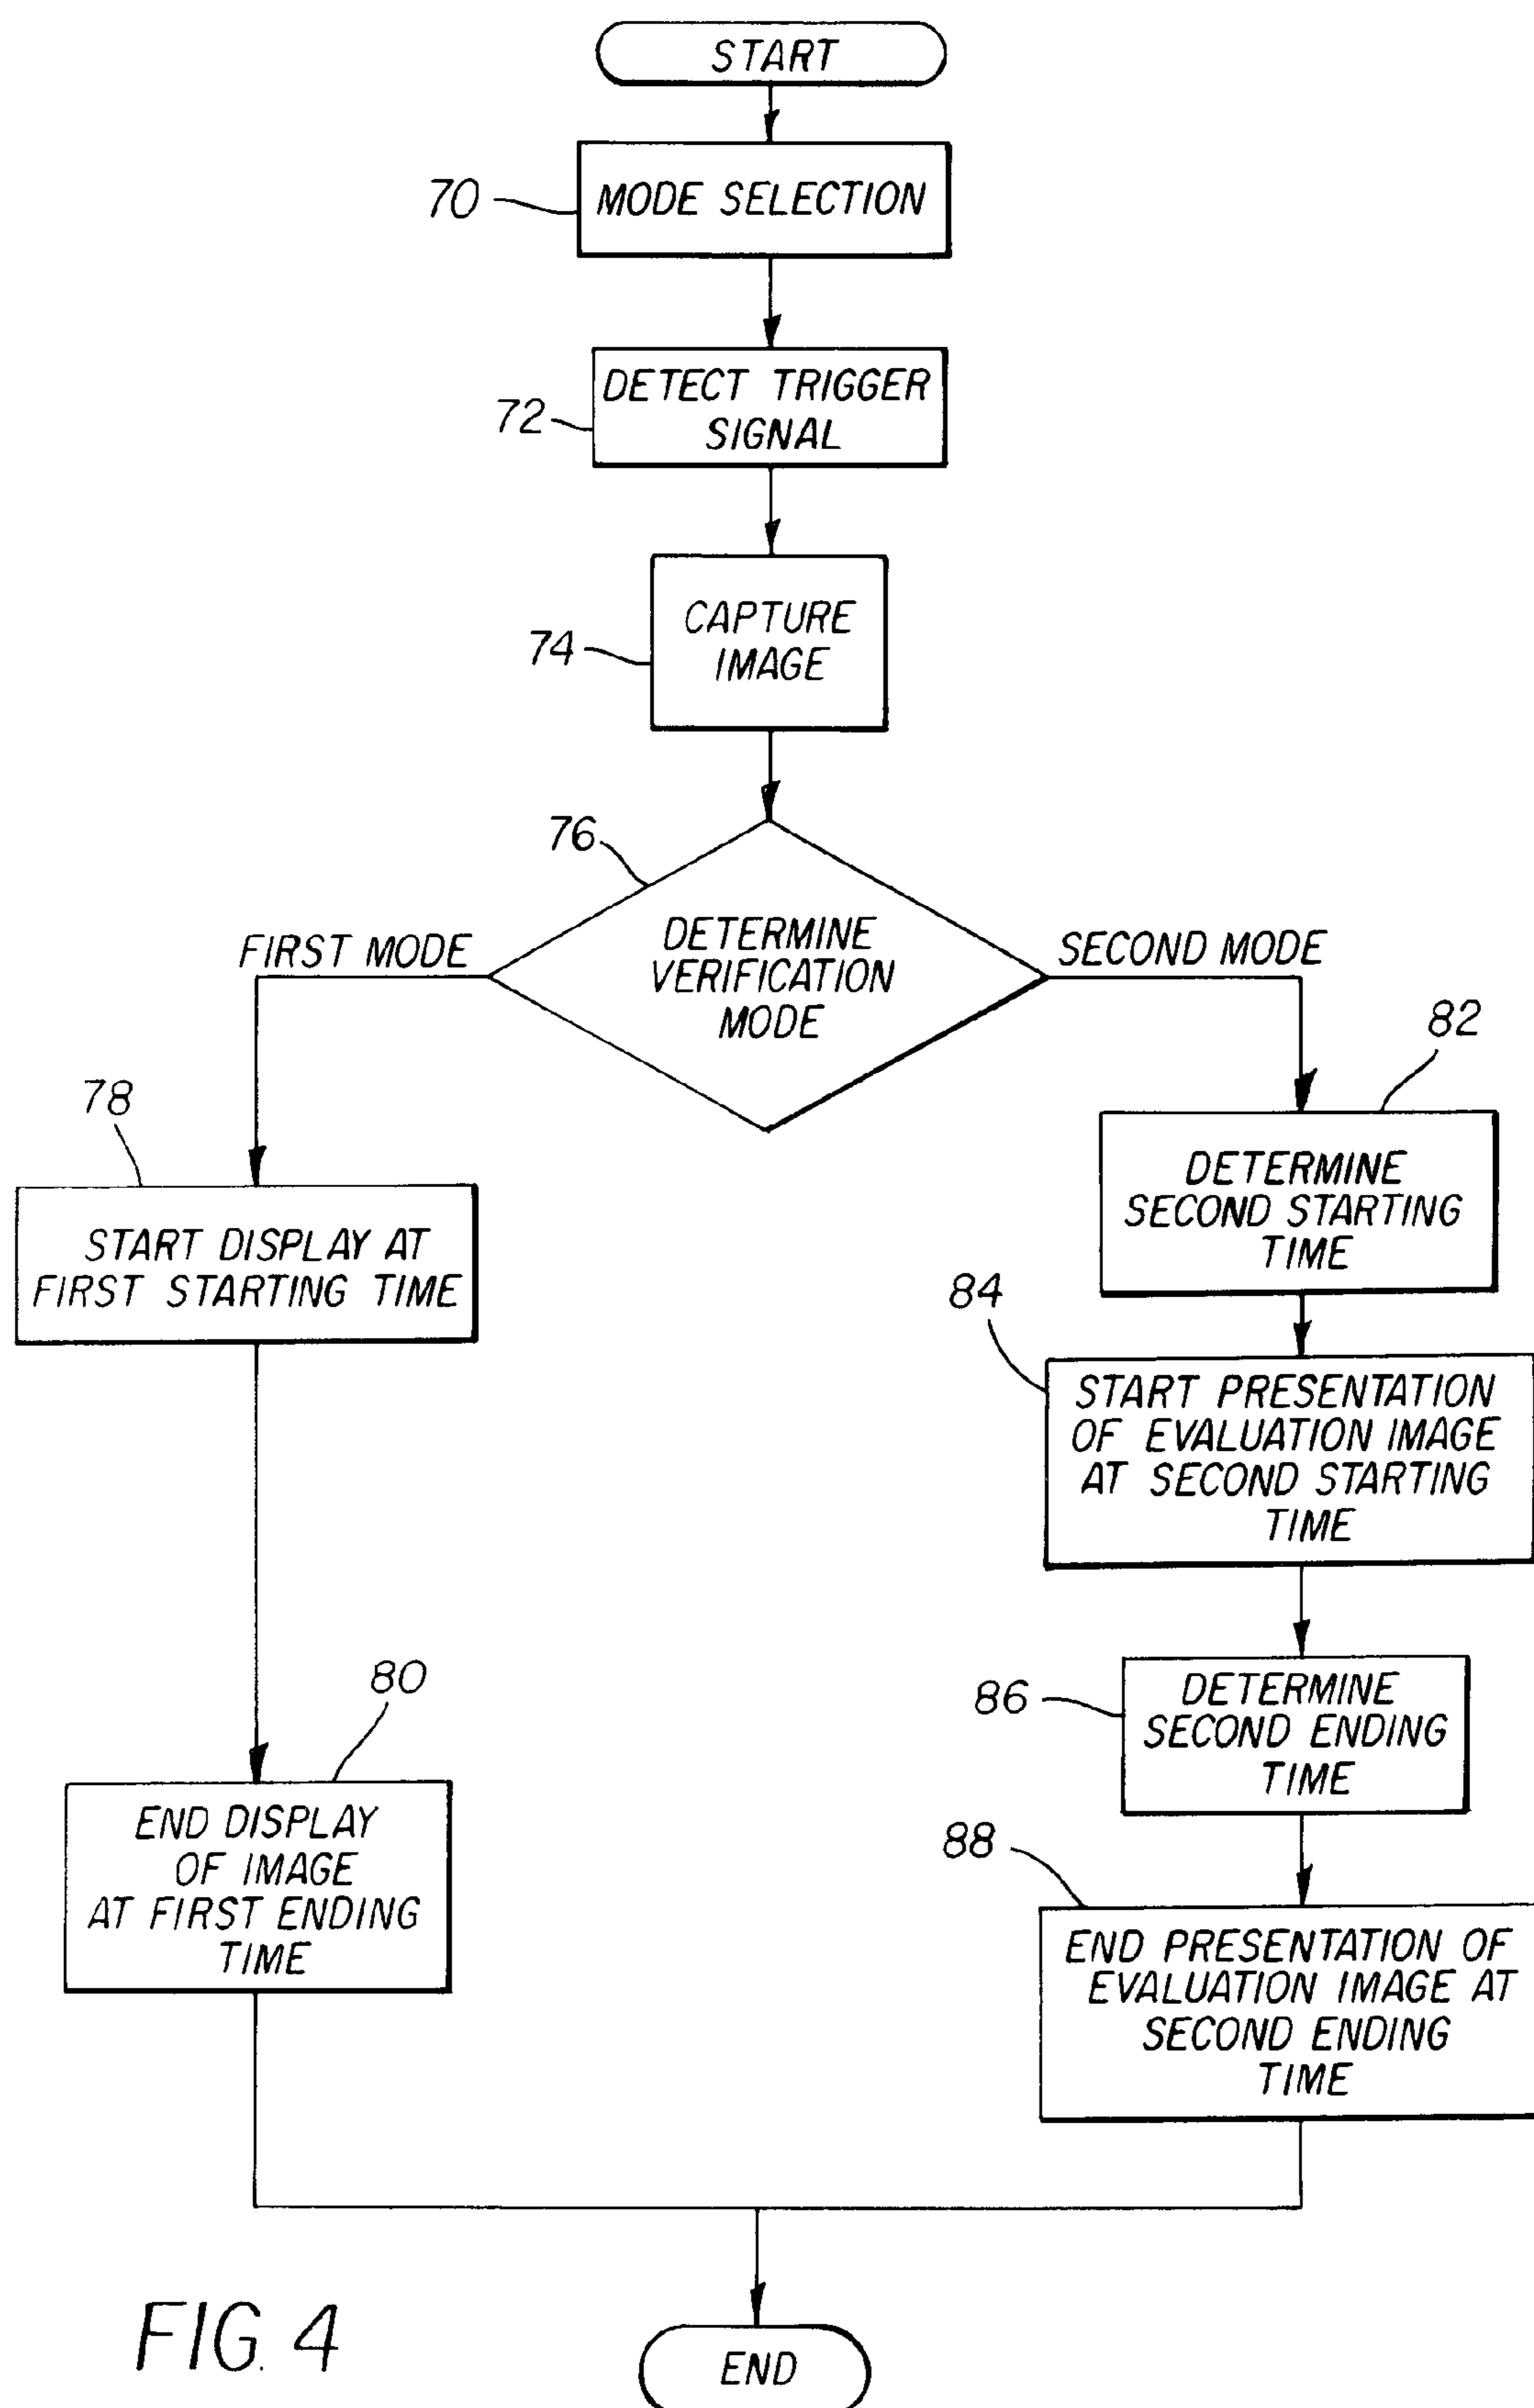 START
70
MODE SELECTION
72
DETECT TRIGGER
SIGNAL
74
CAPTURE
IMAGE
76
DETERMINE
VERIFICATION
MODE
FIRST MODE
SECOND MODE
78
START DISPLAY AT
FIRST STARTING TIME
80
END DISPLAY
OF IMAGE
AT FIRST ENDING
TIME
82
DETERMINE
SECOND STARTING
TIME
84
START PRESENTATION
OF EVALUATION IMAGE
AT SECOND STARTING
TIME
86
DETERMINE
SECOND ENDING
TIME
88
END PRESENTATION OF
EVALUATION IMAGE AT
SECOND ENDING
TIME
END
FIG. 4